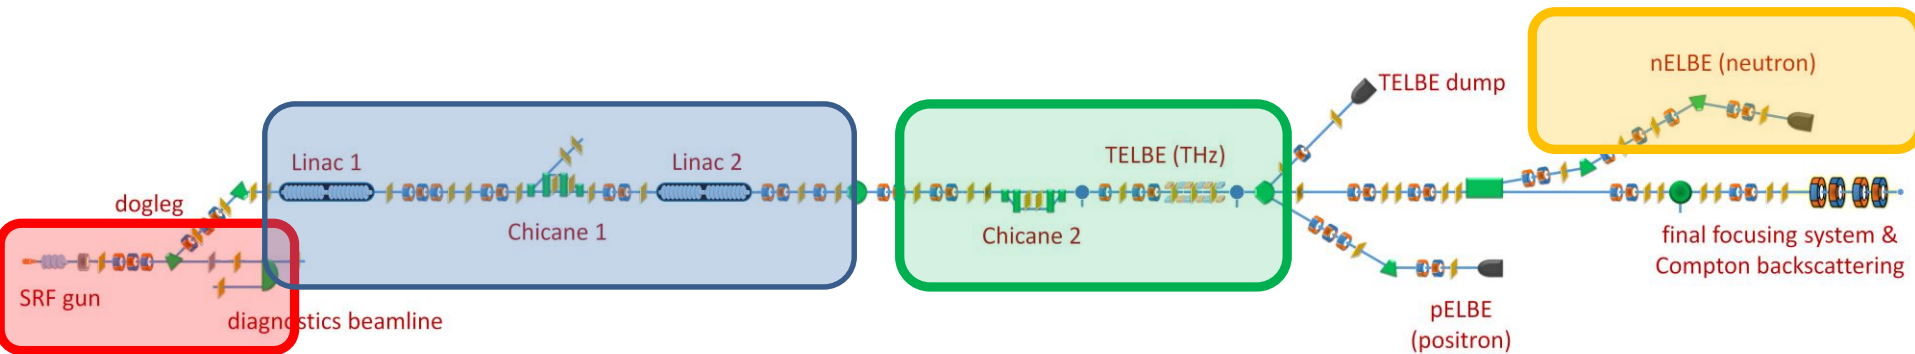 nELBE (neutron)
TELBE dump
Linac 1
Linac 2
TELBE (THz)
dogleg
Chicane 1
Chicane 2
final focusing system &
Compton backscattering
SRF gun
diagnostics beamline
pELBE
(positron)